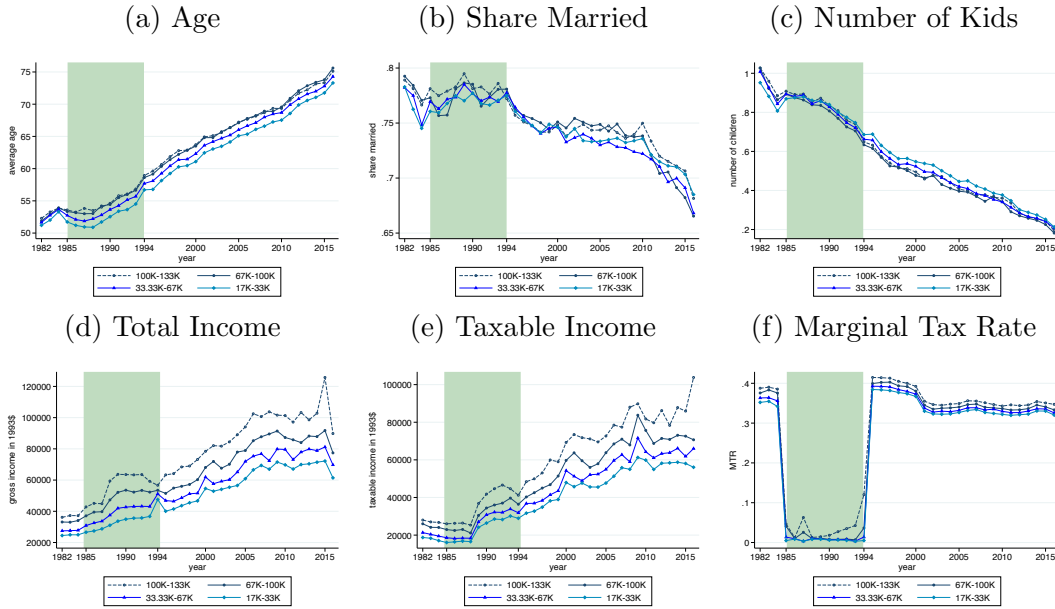 (a) Age
(b) Share Married
(c) Number of Kids
average age
75
70
65
60
55
50
1982 1985 1990 1994 2000 2005 2010 2015
year
100K-133K 67K-100K
33.33K-67K 17K-33K
share married
.8
.75
.7
.65
1982 1985 1990 1994 2000 2005 2010 2015
year
100K-133K 67K-100K
33.33K-67K 17K-33K
number of children
1
.8
.6
.4
.2
1982 1985 1990 1994 2000 2005 2010 2015
year
100K-133K 67K-100K
33.33K-67K 17K-33K
(d) Total Income
(e) Taxable Income
(f) Marginal Tax Rate
gross income in 1993$
120000
100000
80000
60000
40000
20000
1982 1985 1990 1994 2000 2005 2010 2015
year
100K-133K 67K-100K
33.33K-67K 17K-33K
taxable income in 1993$
100000
80000
60000
40000
20000
1982 1985 1990 1994 2000 2005 2010 2015
year
100K-133K 67K-100K
33.33K-67K 17K-33K
MTR
.4
.3
.2
.1
0
1982 1985 1990 1994 2000 2005 2010 2015
year
100K-133K 67K-100K
33.33K-67K 17K-33K